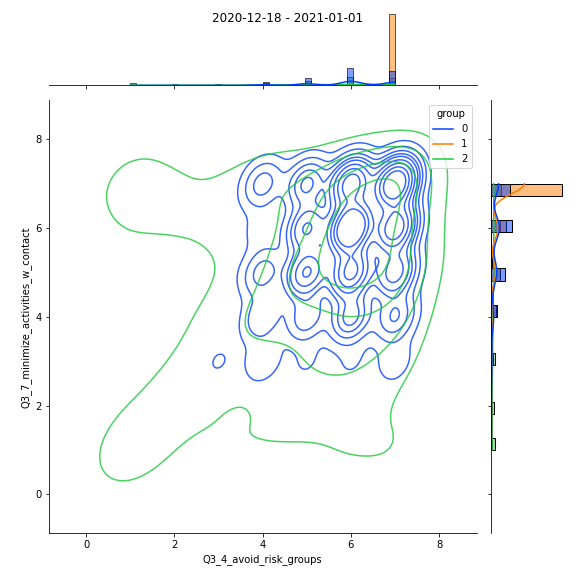 2020-12-18 - 2021-01-01
group
0
1
2
8
6
4
2
0
Q3_7_minimize_activities_w_contact
0 2 4 6 8
Q3_4_avoid_risk_groups